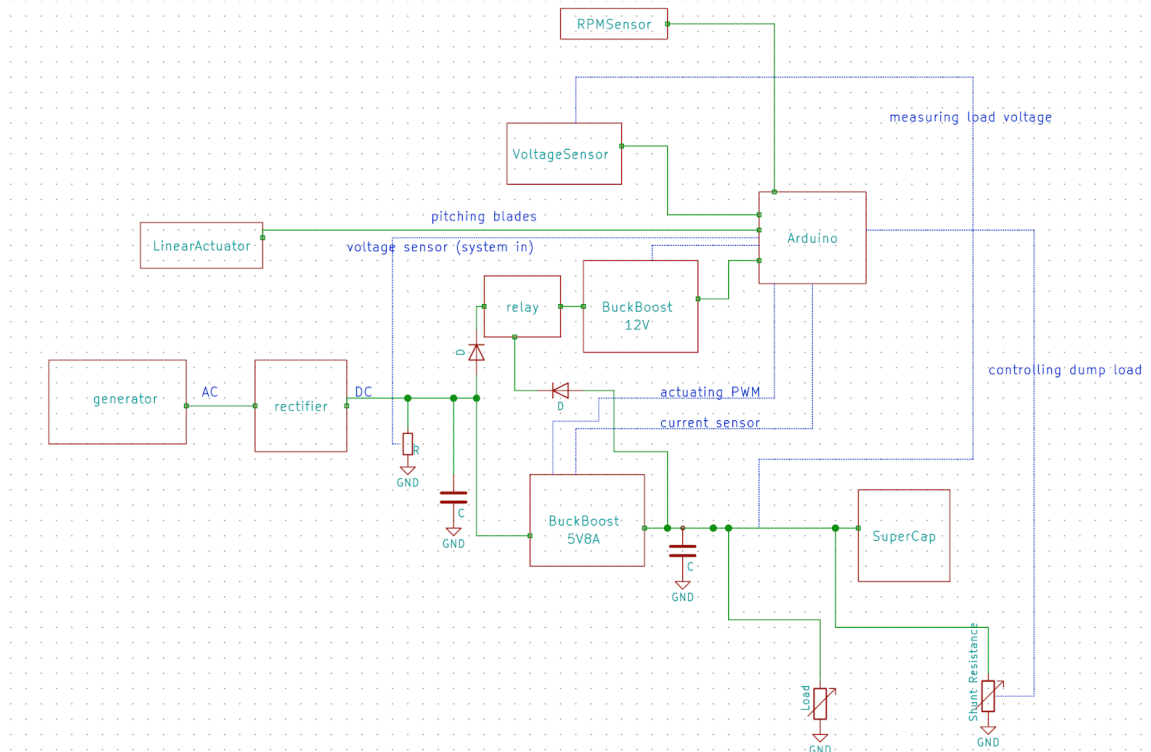 RPMSensor
measuring load voltage
VoltageSensor
pitching blades
LinearActuator
voltage sensor (system in)
Arduino
relay
BuckBoost
12V
D
controlling dump load
generator
AC
rectifier
DC
D
actuating PWM
current sensor
R
GND
C
GND
BuckBoost
5V8A
SuperCap
C
GND
Shunt Resistance
Load
GND
GND